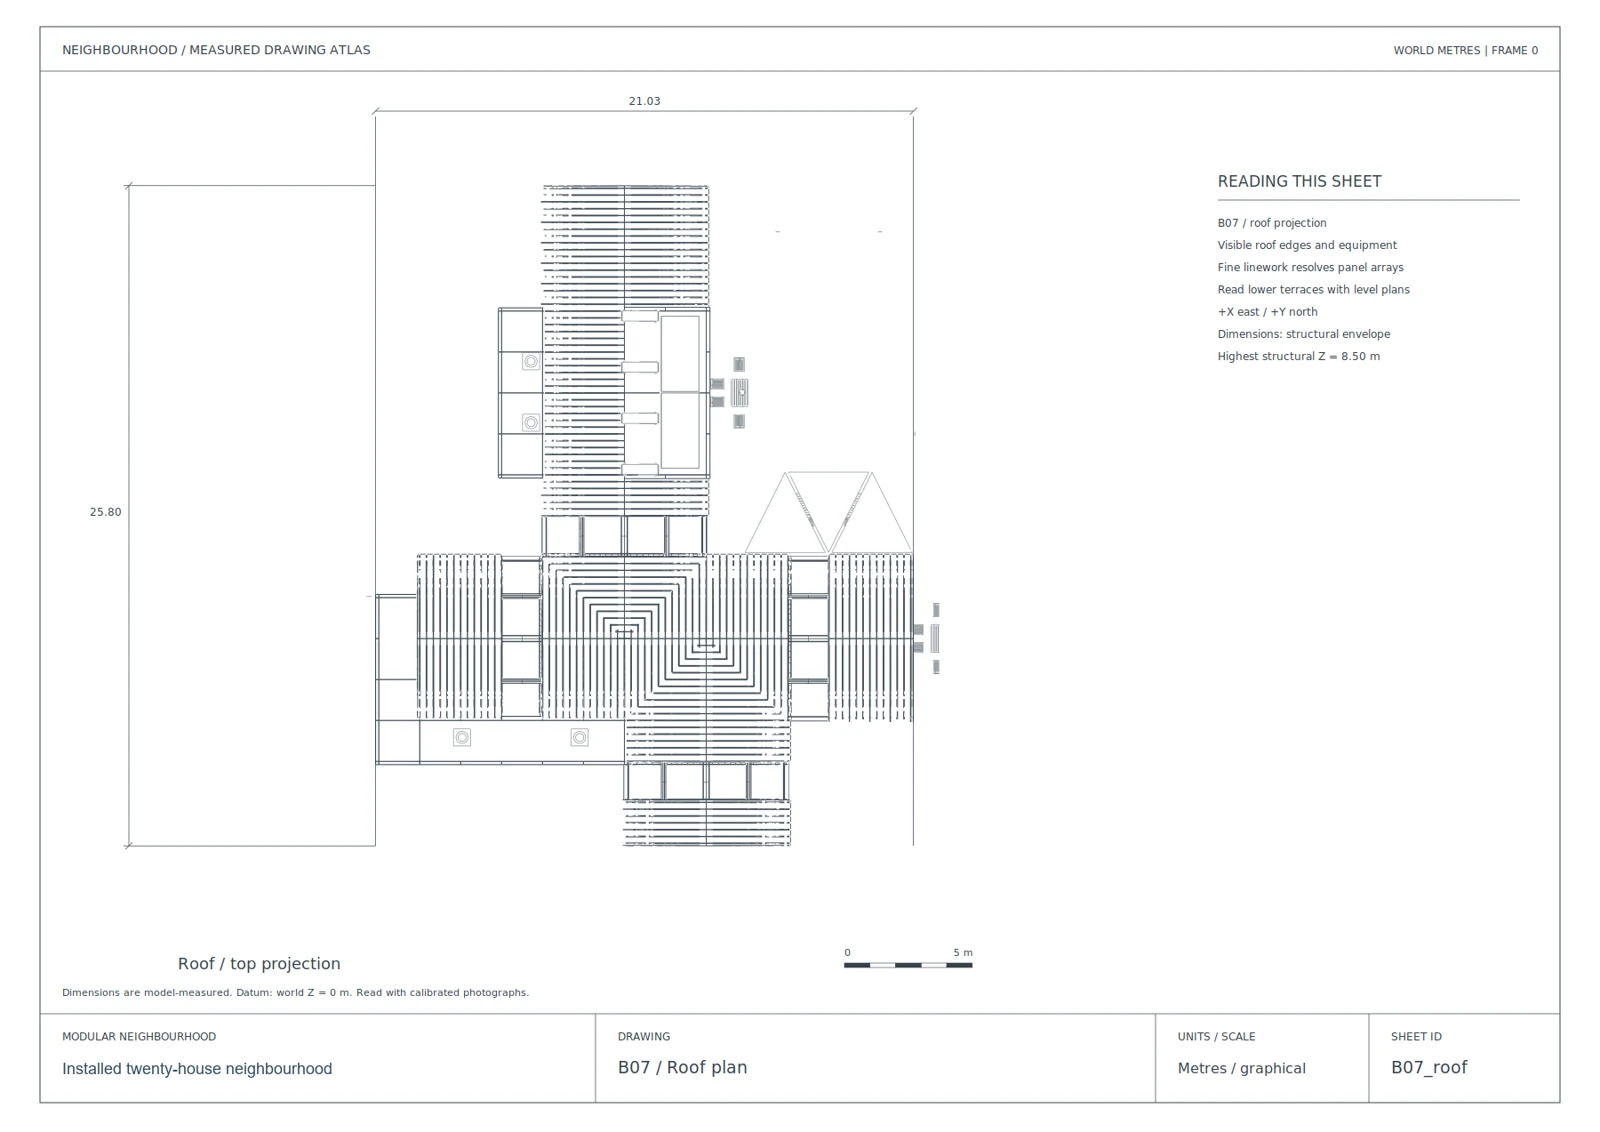 NEIGHBOURHOOD / MEASURED DRAWING ATLAS
WORLD METRES | FRAME 0
21.03
READING THIS SHEET
B07 / roof projection
Visible roof edges and equipment
Fine linework resolves panel arrays
Read lower terraces with level plans
+X east / +Y north
Dimensions: structural envelope
Highest structural Z = 8.50 m
25.80
0 5 m
Roof / top projection
Dimensions are model-measured. Datum: world Z = 0 m. Read with calibrated photographs.
MODULAR NEIGHBOURHOOD
Installed twenty-house neighbourhood
DRAWING
B07 / Roof plan
UNITS / SCALE
Metres / graphical
SHEET ID
B07_roof